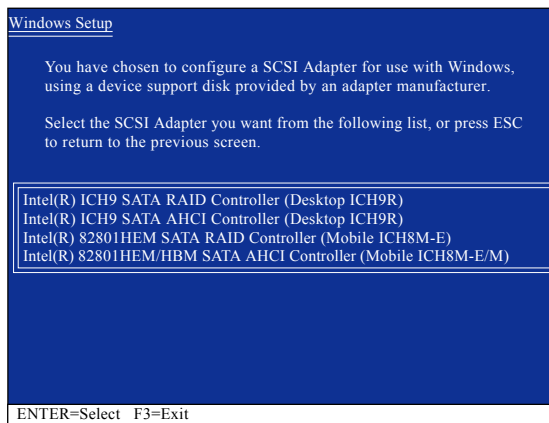 Windows Setup
You have chosen to configure a SCSI Adapter for use with Windows,
using a device support disk provided by an adapter manufacturer.
Select the SCSI Adapter you want from the following list, or press ESC
to return to the previous screen.
Intel(R) ICH9 SATA RAID Controller (Desktop ICH9R)
Intel(R) ICH9 SATA AHCI Controller (Desktop ICH9R)
Intel(R) 82801HEM SATA RAID Controller (Mobile ICH8M-E)
Intel(R) 82801HEM/HBM SATA AHCI Controller (Mobile ICH8M-E/M)
ENTER=Select F3=Exit